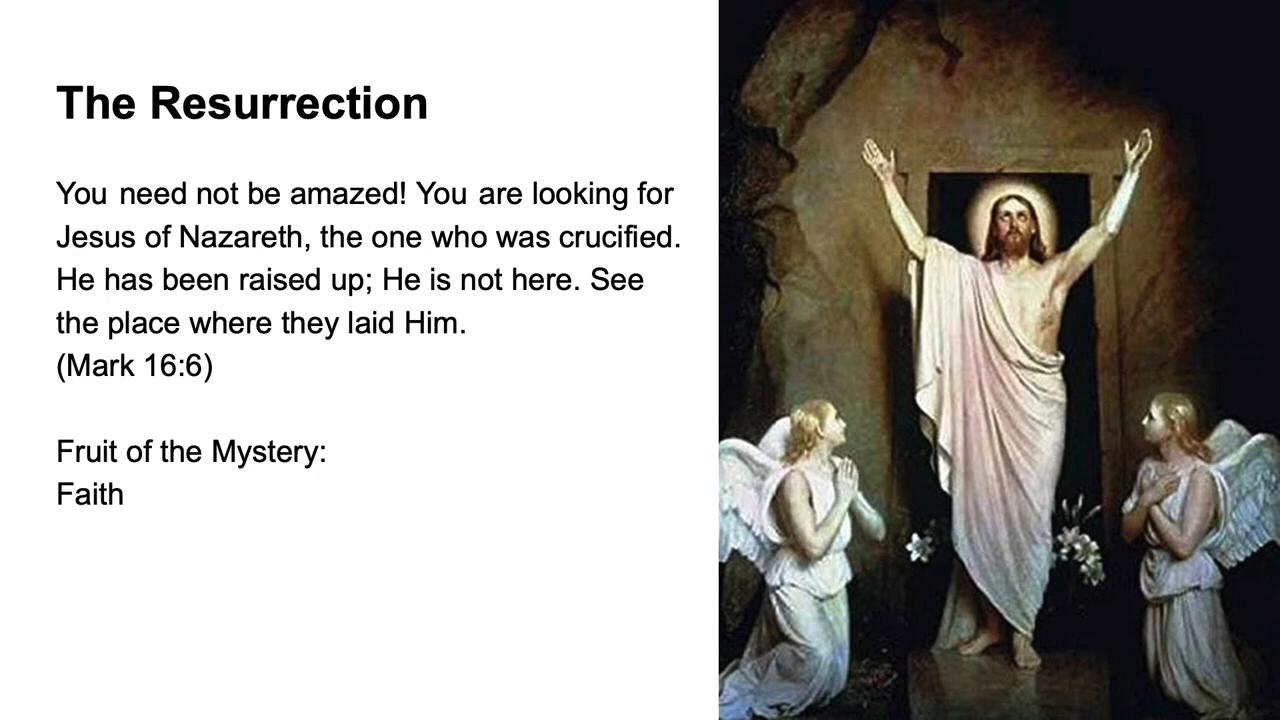 The Resurrection
You need not be amazed! You are looking for
Jesus of Nazareth, the one who was crucified.
He has been raised up; He is not here. See
the place where they laid Him.
(Mark 16:6)
Fruit of the Mystery:
Faith